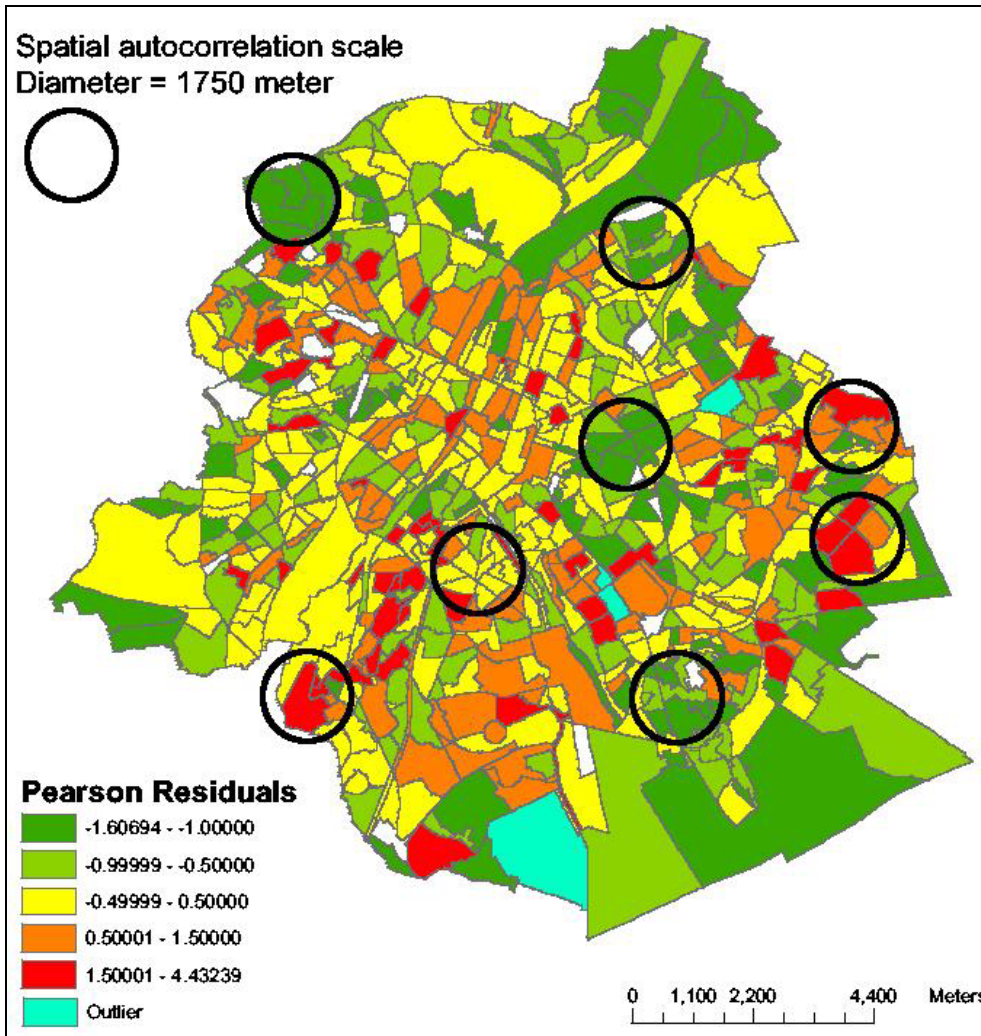 Spatial autocorrelation scale
Diameter = 1750 meter
Pearson Residuals
-1.60694 - -1.00000
-0.99999 - -0.50000
-0.49999 - 0.50000
0.50001 - 1.50000
1.50001 - 4.43239
Outlier
0 1,100 2,200 4,400 Meters